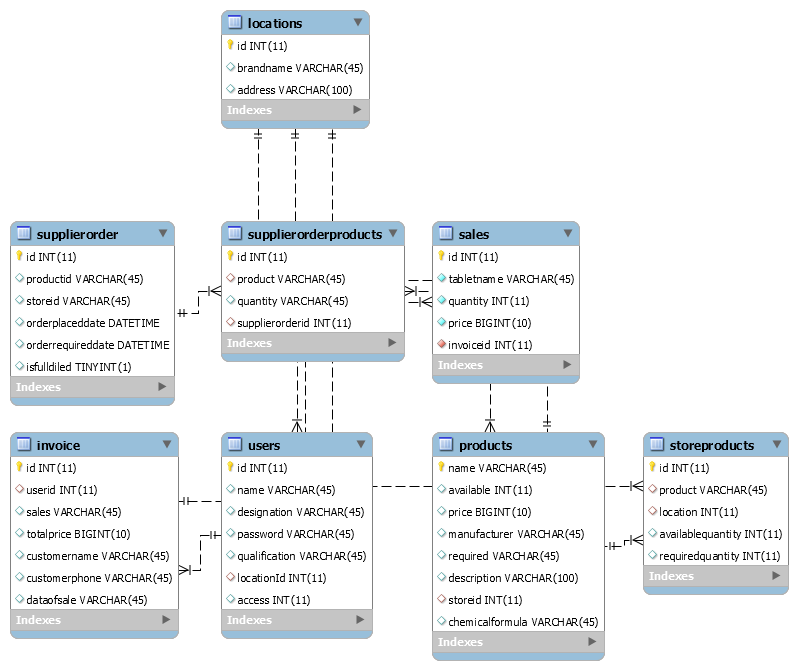 locations
id INT(11)
brandname VARCHAR(45)
address VARCHAR(100)
Indexes
supplierorder
id INT(11)
productid VARCHAR(45)
storeid VARCHAR(45)
orderplaceddate DATETIME
orderrequireddate DATETIME
isfulldiled TINYINT(1)
Indexes
supplierorderproducts
id INT(11)
product VARCHAR(45)
quantity VARCHAR(45)
supplierorderid INT(11)
Indexes
sales
id INT(11)
tabletname VARCHAR(45)
quantity INT(11)
price BIGINT(10)
invoiceid INT(11)
Indexes
invoice
id INT(11)
userid INT(11)
sales VARCHAR(45)
totalprice BIGINT(10)
customername VARCHAR(45)
customerphone VARCHAR(45)
dataofsale VARCHAR(45)
Indexes
users
id INT(11)
name VARCHAR(45)
designation VARCHAR(45)
password VARCHAR(45)
qualification VARCHAR(45)
locationId INT(11)
access INT(11)
Indexes
products
name VARCHAR(45)
available INT(11)
price BIGINT(10)
manufacturer VARCHAR(45)
required VARCHAR(45)
description VARCHAR(100)
storeid INT(11)
chemicalformula VARCHAR(45)
Indexes
storeproducts
id INT(11)
product VARCHAR(45)
location INT(11)
availablequantity INT(11)
requiredquantity INT(11)
Indexes